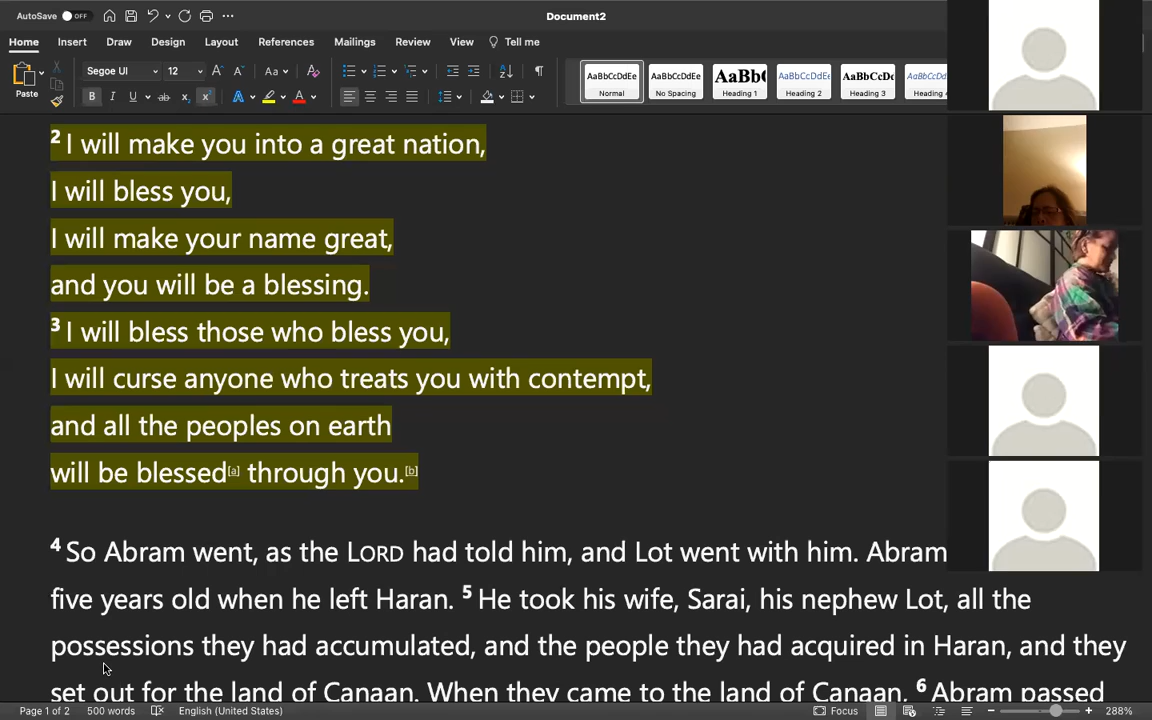 AutoSave OFF Document2
Home Insert Draw Design Layout References Mailings Review View Tell me
Paste Segoe UI 12 A A Aa A AaBbCcDdEe AaBbCcDdEe AaBb( AaBbCcDdEe AaBbCcDc AaBbCcDdEe
B I U ab x₂ x² A A Normal No Spacing Heading 1 Heading 2 Heading 3 Heading 4
2 I will make you into a great nation,
I will bless you,
I will make your name great,
and you will be a blessing.
3 I will bless those who bless you,
I will curse anyone who treats you with contempt,
and all the peoples on earth
will be blessed[a] through you.[b]
4 So Abram went, as the LORD had told him, and Lot went with him. Abram
five years old when he left Haran. 5 He took his wife, Sarai, his nephew Lot, all the
possessions they had accumulated, and the people they had acquired in Haran, and they
set out for the land of Canaan. When they came to the land of Canaan, 6 Abram passed
Page 1 of 2 500 words English (United States) Focus 288%